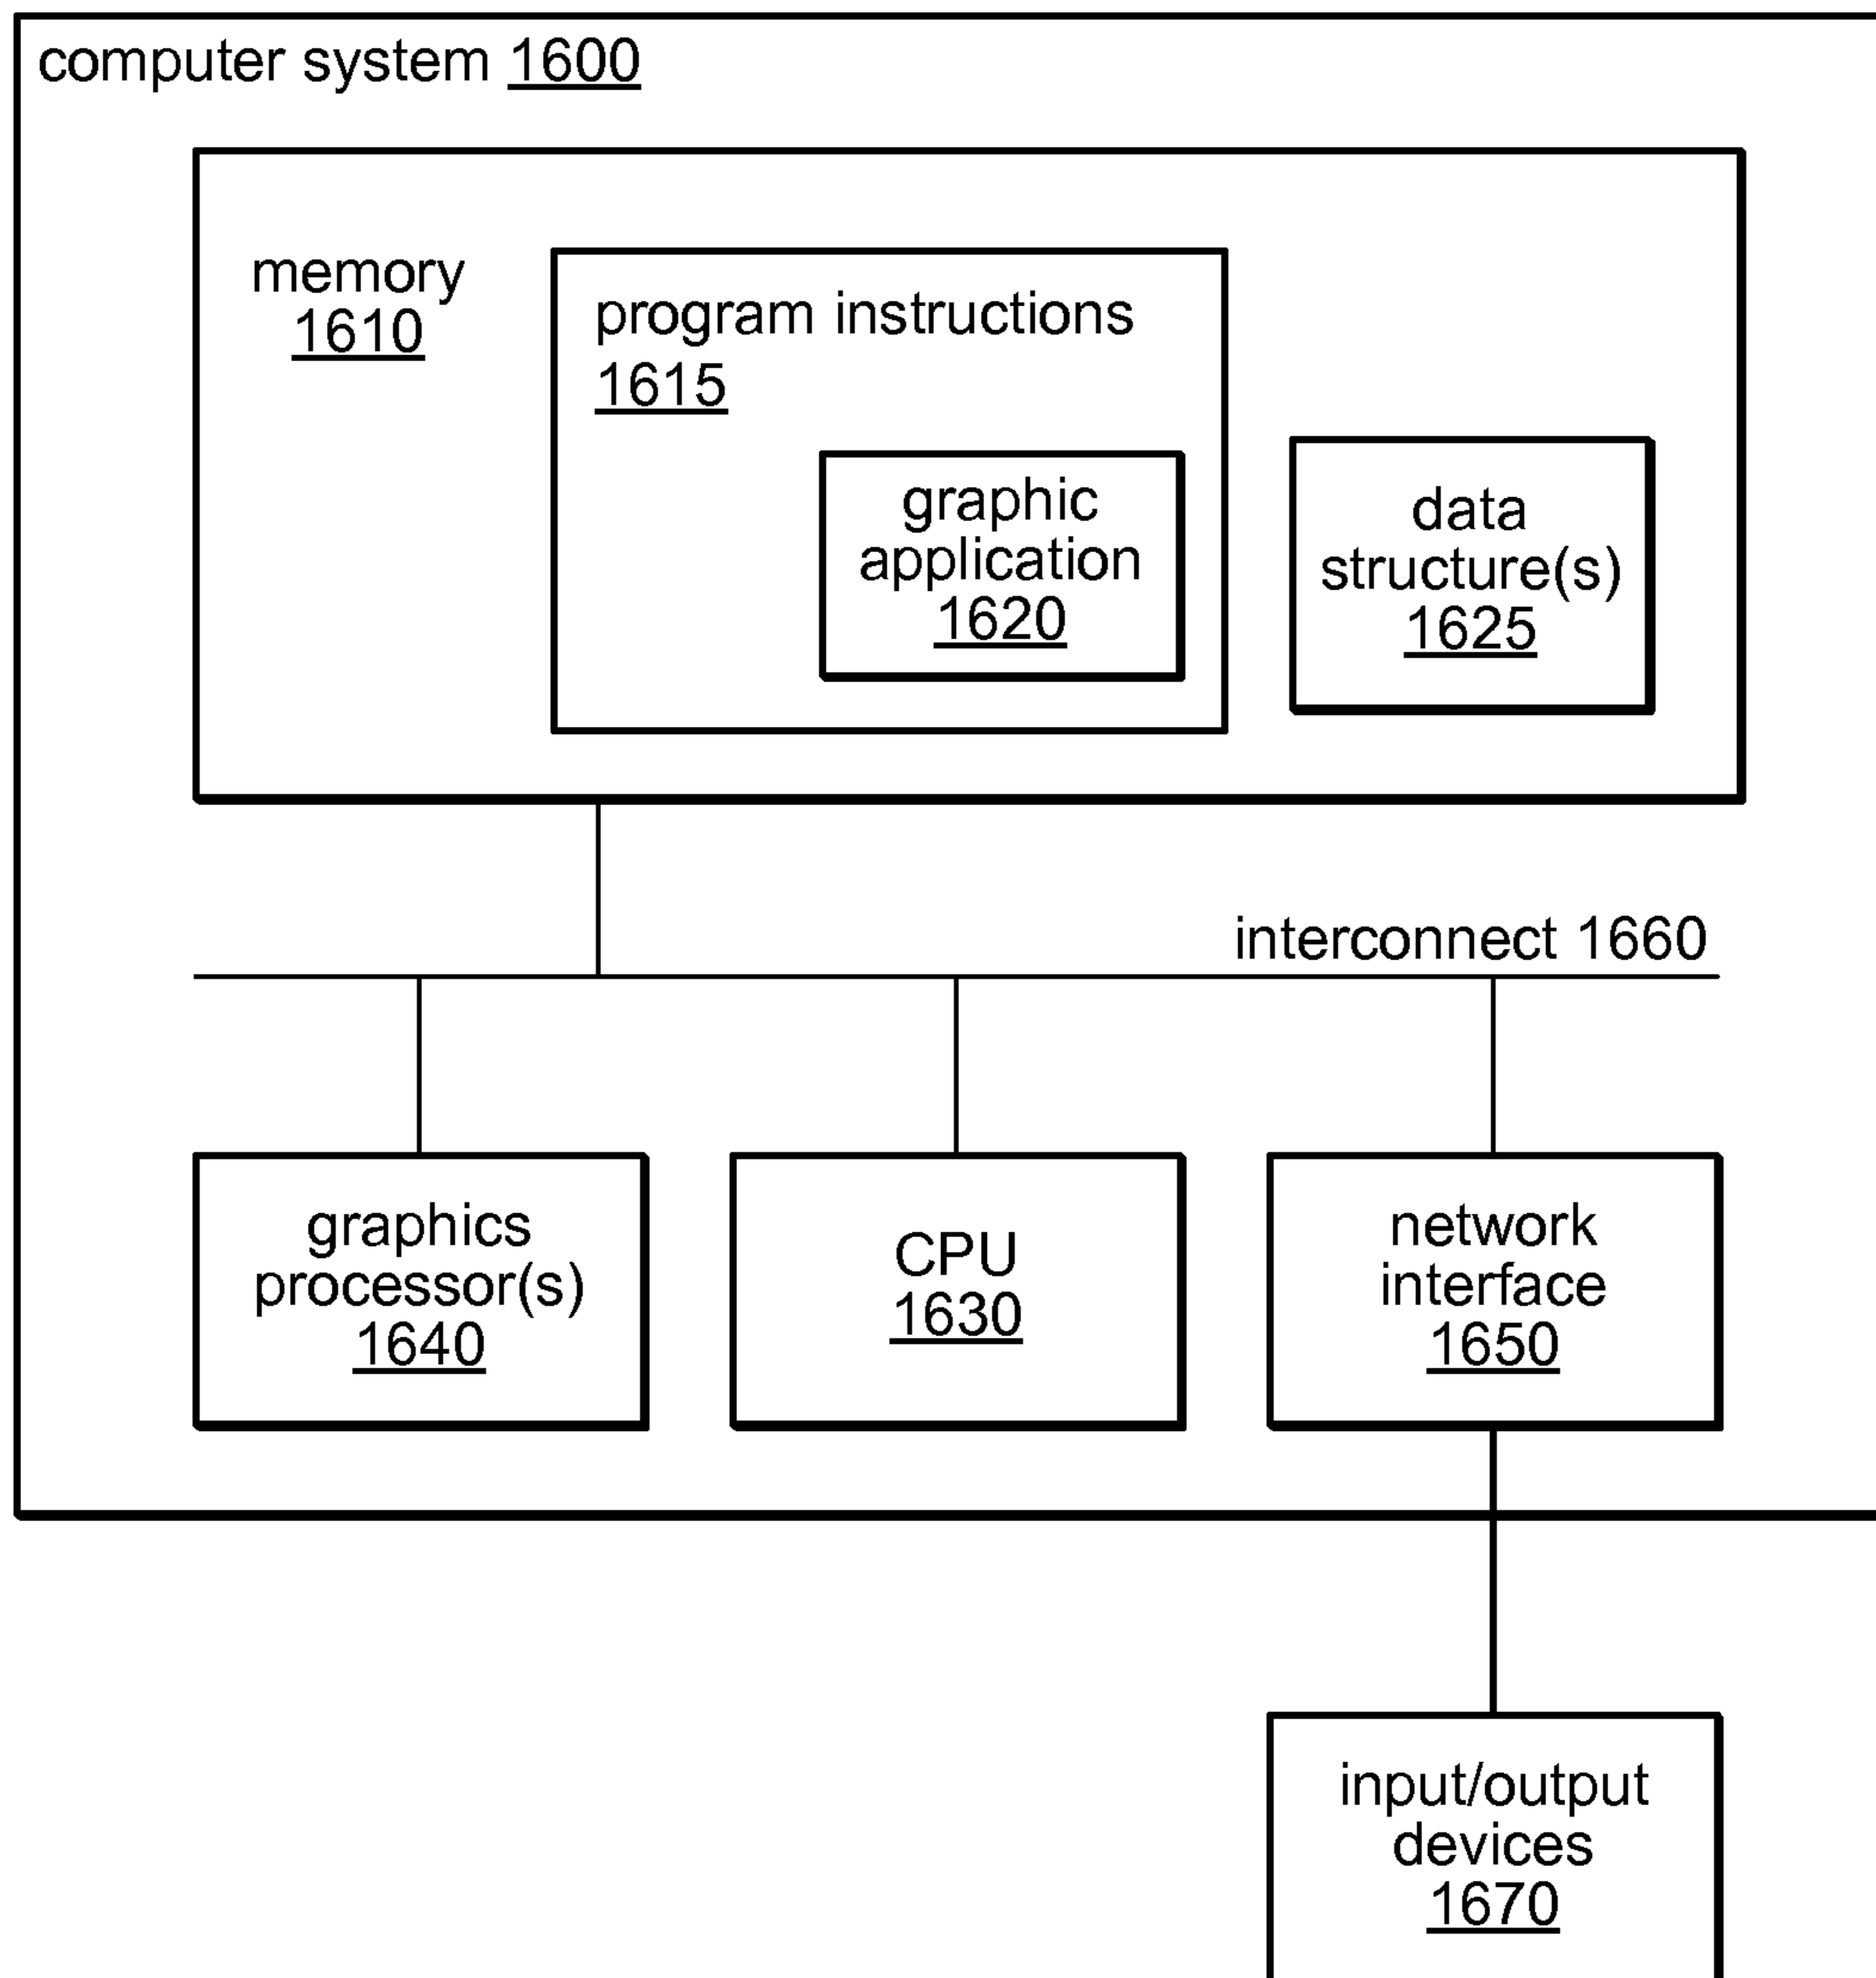 computer system 1600
memory
1610
program instructions
1615
graphic
application
1620
data
structure(s)
1625
interconnect 1660
graphics
processor(s)
1640
CPU
1630
network
interface
1650
input/output
devices
1670